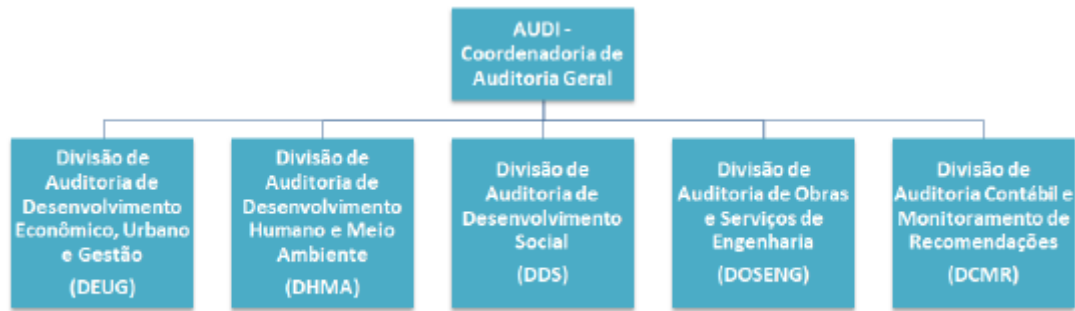 AUDI -
Coordenadoria de
Auditoria Geral
Divisão de
Auditoria de
Desenvolvimento
Econômico, Urbano
e Gestão
(DEUG)
Divisão de
Auditoria de
Desenvolvimento
Humano e Meio
Ambiente
(DHMA)
Divisão de
Auditoria de
Desenvolvimento
Social
(DDS)
Divisão de
Auditoria de Obras
e Serviços de
Engenharia
(DOSENG)
Divisão de
Auditoria Contábil e
Monitoramento de
Recomendações
(DCMR)